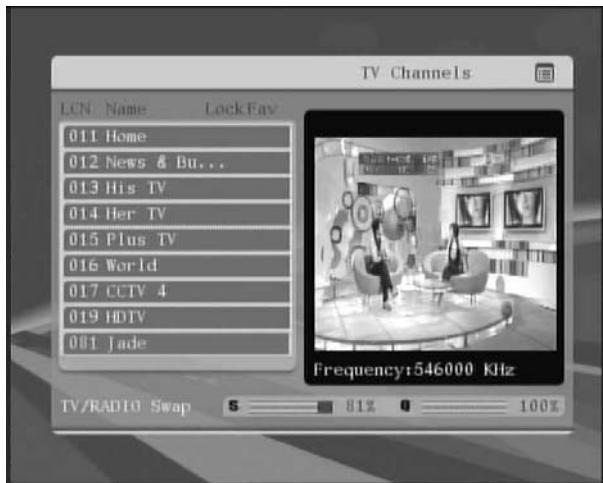 TV Channels
LCN Name Lock Fav
011 Home
012 News & Bu...
013 His TV
014 Her TV
015 Plus TV
016 World
017 CCTV 4
019 HDTV
081 Jade
Frequency:546000 KHz
TV/RADIO Swap S 81% Q 100%